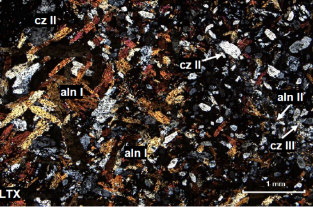 cz II
cz II
aln I
aln II
aln I
cz III
1 mm
LTX